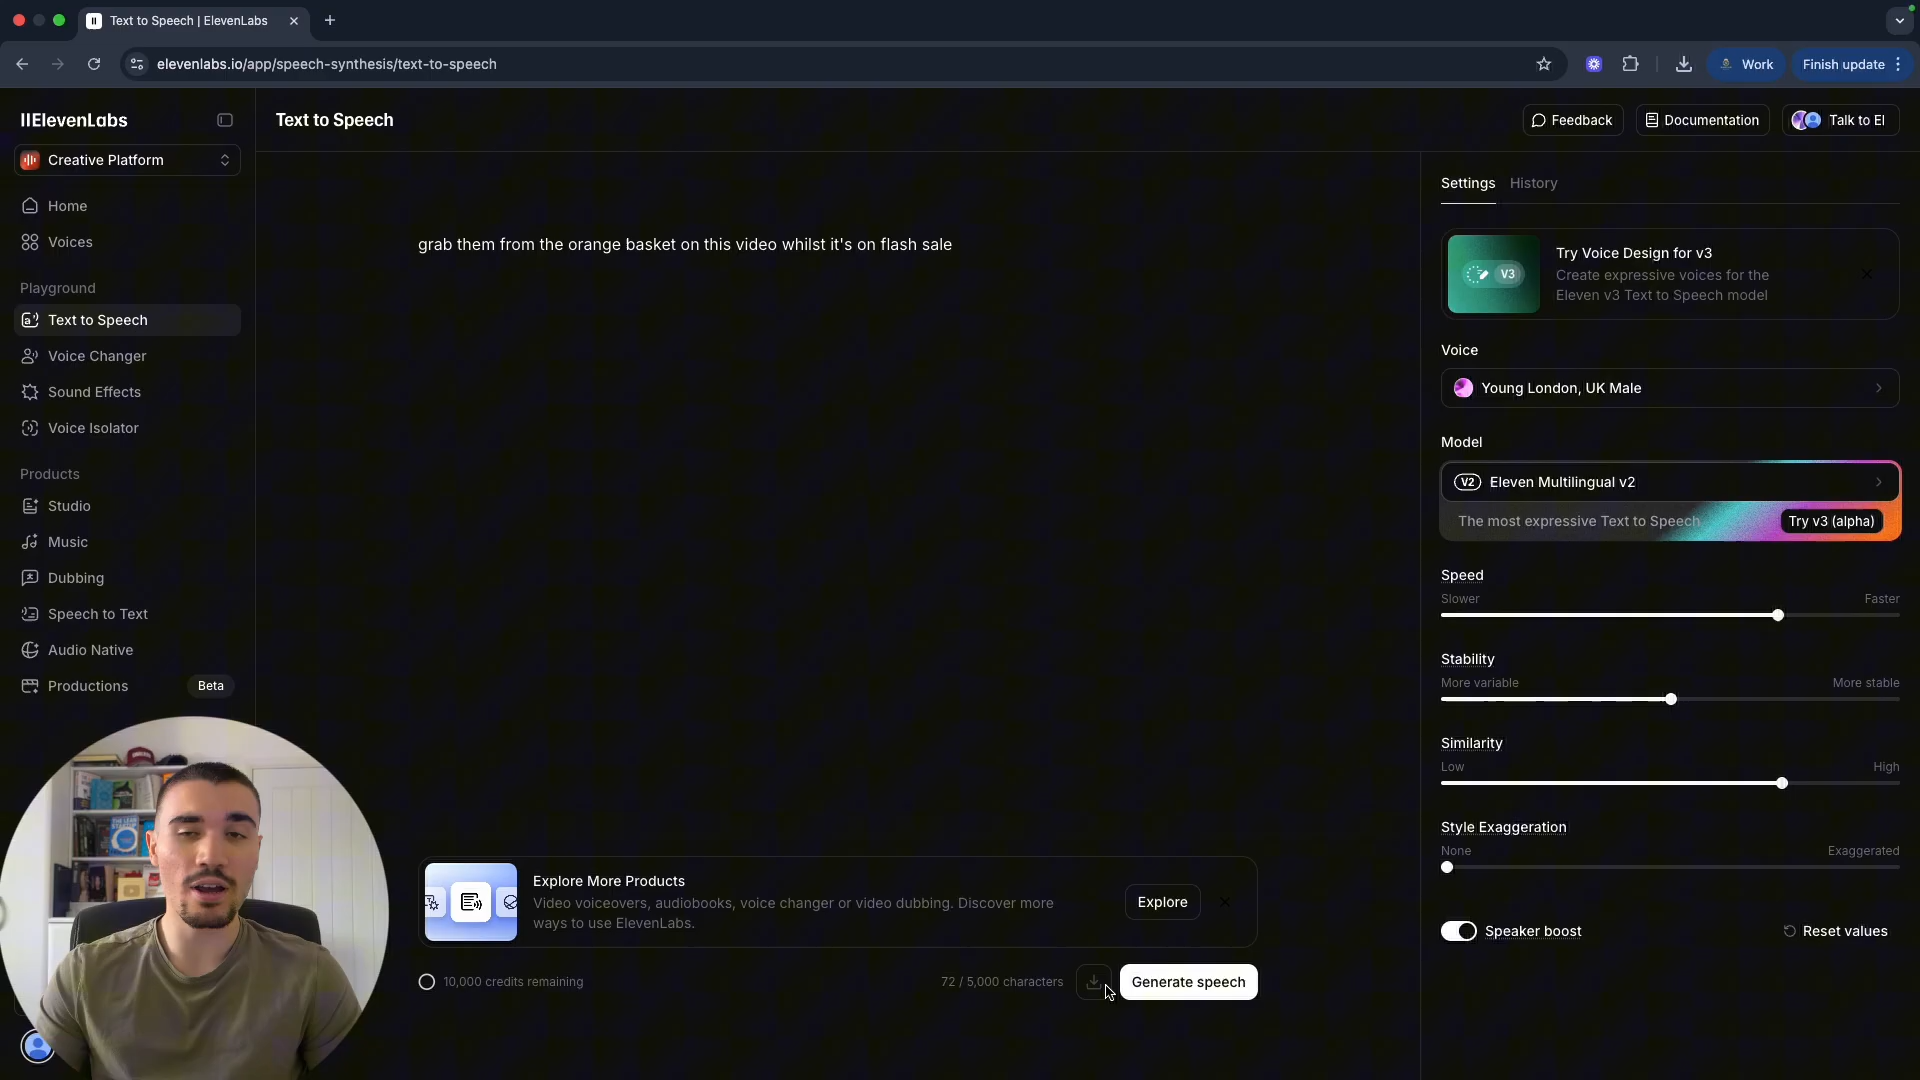 Text to Speech | ElevenLabs
elevenlabs.io/app/speech-synthesis/text-to-speech
Work
Finish update
IIElevenLabs
Creative Platform
Home
Voices
Playground
Text to Speech
Voice Changer
Sound Effects
Voice Isolator
Products
Studio
Music
Dubbing
Speech to Text
Audio Native
Productions
Beta
Text to Speech
Feedback
Documentation
Talk to El
grab them from the orange basket on this video whilst it's on flash sale
Explore More Products
Video voiceovers, audiobooks, voice changer or video dubbing. Discover more
ways to use ElevenLabs.
Explore
10,000 credits remaining
72 / 5,000 characters
Generate speech
Settings
History
V3
Try Voice Design for v3
Create expressive voices for the
Eleven v3 Text to Speech model
Voice
Young London, UK Male
Model
V2
Eleven Multilingual v2
The most expressive Text to Speech
Try v3 (alpha)
Speed
Slower
Faster
Stability
More variable
More stable
Similarity
Low
High
Style Exaggeration
None
Exaggerated
Speaker boost
Reset values